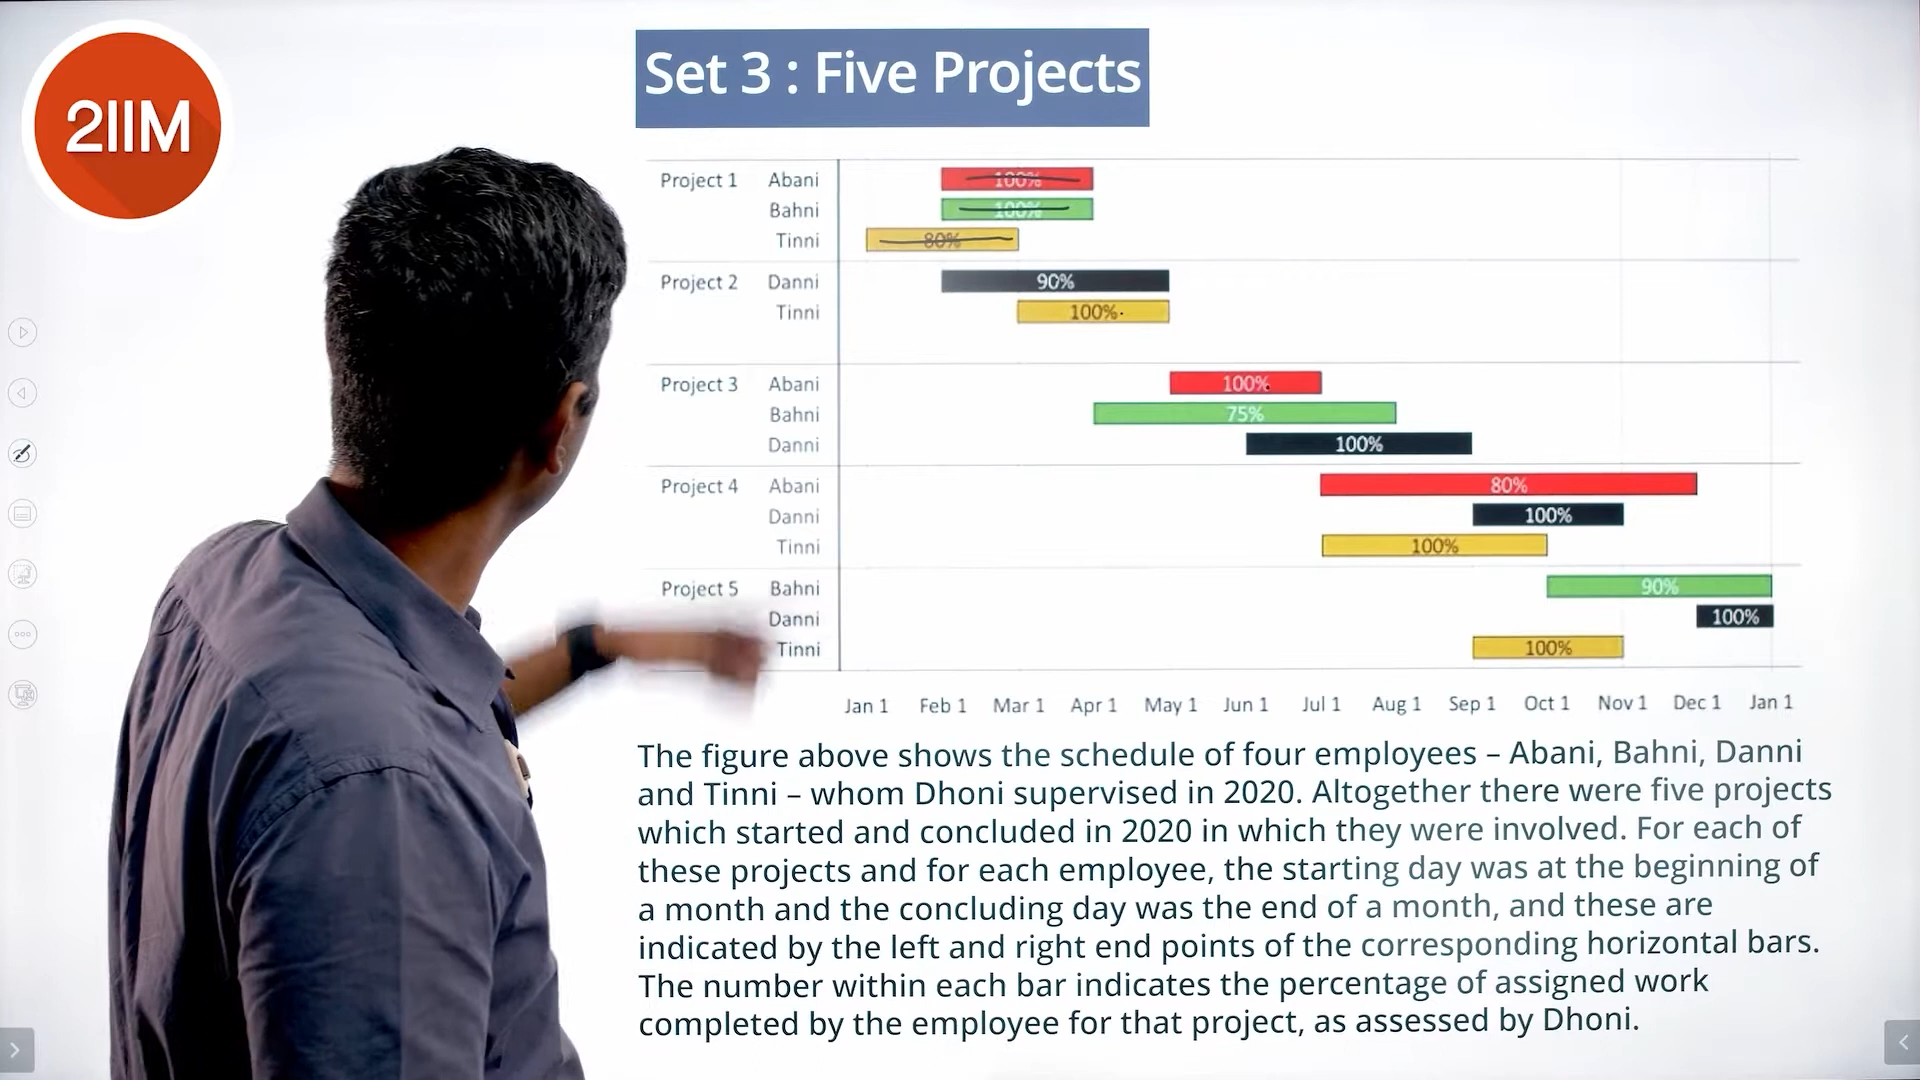 2IIM
Set 3 : Five Projects
Project 1 Abani 100%
Bahni 100%
Tinni 80%
Project 2 Danni 90%
Tinni 100%
Project 3 Abani 100%
Bahni 75%
Danni 100%
Project 4 Abani 80%
Danni 100%
Tinni 100%
Project 5 Bahni 90%
Danni 100%
Tinni 100%
Jan 1 Feb 1 Mar 1 Apr 1 May 1 Jun 1 Jul 1 Aug 1 Sep 1 Oct 1 Nov 1 Dec 1 Jan 1
The figure above shows the schedule of four employees – Abani, Bahni, Danni
and Tinni – whom Dhoni supervised in 2020. Altogether there were five projects
which started and concluded in 2020 in which they were involved. For each of
these projects and for each employee, the starting day was at the beginning of
a month and the concluding day was the end of a month, and these are
indicated by the left and right end points of the corresponding horizontal bars.
The number within each bar indicates the percentage of assigned work
completed by the employee for that project, as assessed by Dhoni.